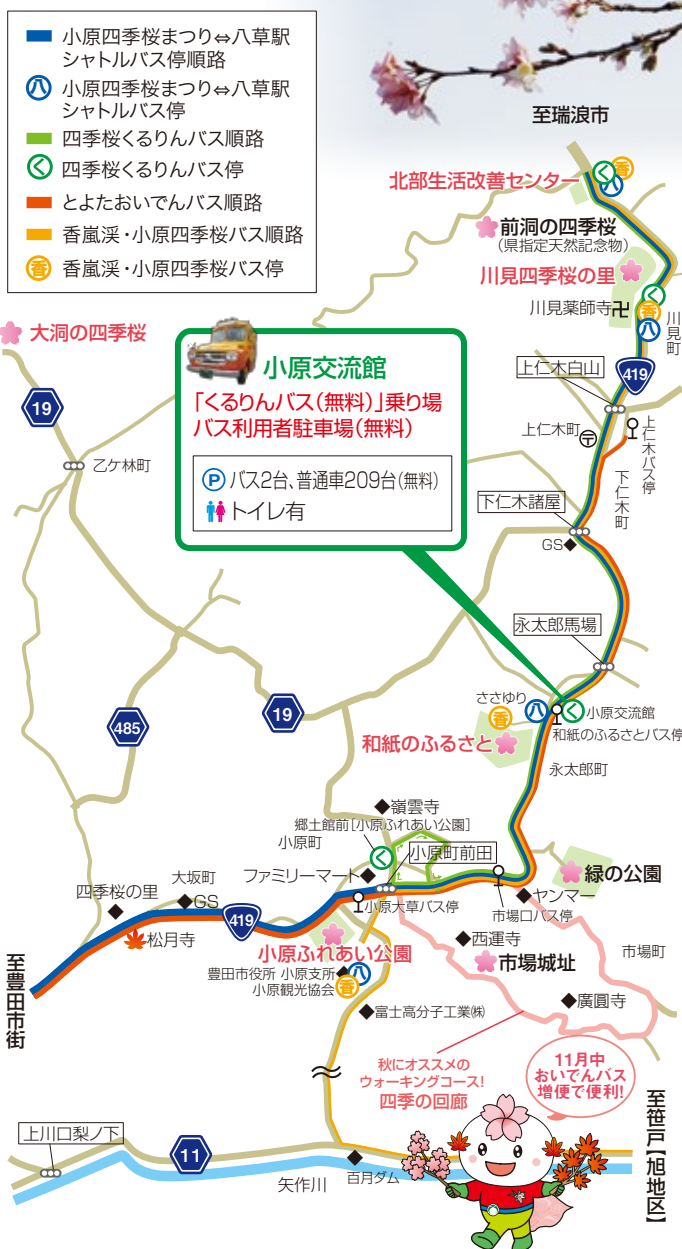 小原四季桜まつり⇔八草駅
シャトルバス停順路
八
小原四季桜まつり⇔八草駅
シャトルバス停
四季桜くるりんバス順路
く
四季桜くるりんバス停
とよたおいでんバス順路
香嵐渓・小原四季桜バス順路
香
香嵐渓・小原四季桜バス停
至瑞浪市
く
香
八
北部生活改善センター
前洞の四季桜
(県指定天然記念物)
川見四季桜の里
川見薬師寺卍
く
香
八
川見町
大洞の四季桜
小原交流館
「くるりんバス(無料)」乗り場
バス利用者駐車場(無料)
P バス2台、普通車209台(無料)
トイレ有
419
上仁木白山
上仁木町
〒
上仁木バス停
下仁木町
下仁木諸屋
GS
19
乙ケ林町
永太郎馬場
ささゆり
香
八
く
小原交流館
和紙のふるさとバス停
和紙のふるさと
永太郎町
485
19
嶺雲寺
郷土館前[小原ふれあい公園]
小原町
く
小原町前田
ファミリーマート
緑の公園
ヤンマー
市場口バス停
小原大草バス停
大坂町
四季桜の里
GS
419
松月寺
小原ふれあい公園
豊田市役所 小原支所
小原観光協会
八
香
西運寺
市場町
市場城址
廣圓寺
富士高分子工業㈱
至豊田市街
秋にオススメの
ウォーキングコース!
四季の回廊
11月中
おいでんバス
増便で便利!
至笹戸【旭地区】
上川口梨ノ下
11
矢作川
百月ダム